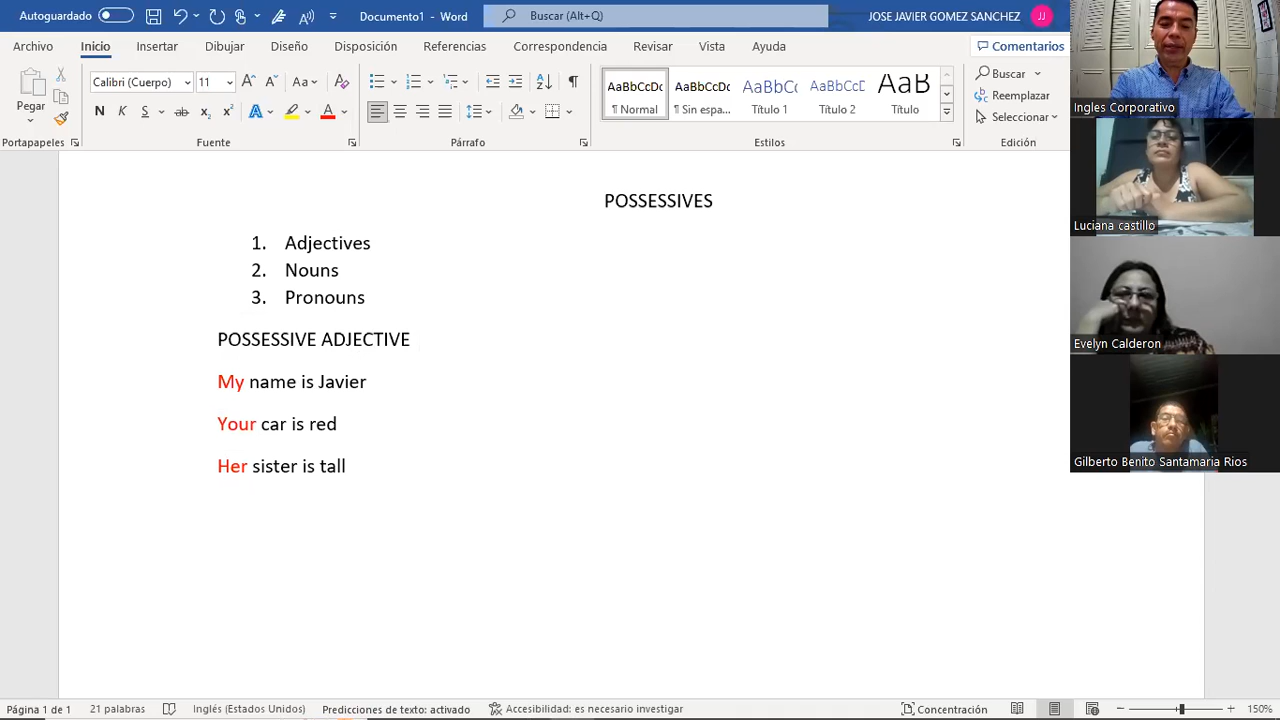 Autoguardado
Documento1 - Word
Buscar (Alt+Q)
JOSE JAVIER GOMEZ SANCHEZ
JJ
Archivo Inicio Insertar Dibujar Diseño Disposición Referencias Correspondencia Revisar Vista Ayuda
Comentarios
Pegar
Calibri (Cuerpo) 11
N K S ab x₂ x²
AaBbCcDc AaBbCcDc AaBbCc AaBbCcD AaB
¶ Normal ¶ Sin espa... Título 1 Título 2 Título
Buscar
Reemplazar
Seleccionar
Portapapeles Fuente Párrafo Estilos Edición
POSSESSIVES
1. Adjectives
2. Nouns
3. Pronouns
POSSESSIVE ADJECTIVE
My name is Javier
Your car is red
Her sister is tall
Ingles Corporativo
Luciana castillo
Evelyn Calderon
Gilberto Benito Santamaria Rios
Página 1 de 1 21 palabras Inglés (Estados Unidos) Predicciones de texto: activado Accesibilidad: es necesario investigar Concentración 150%